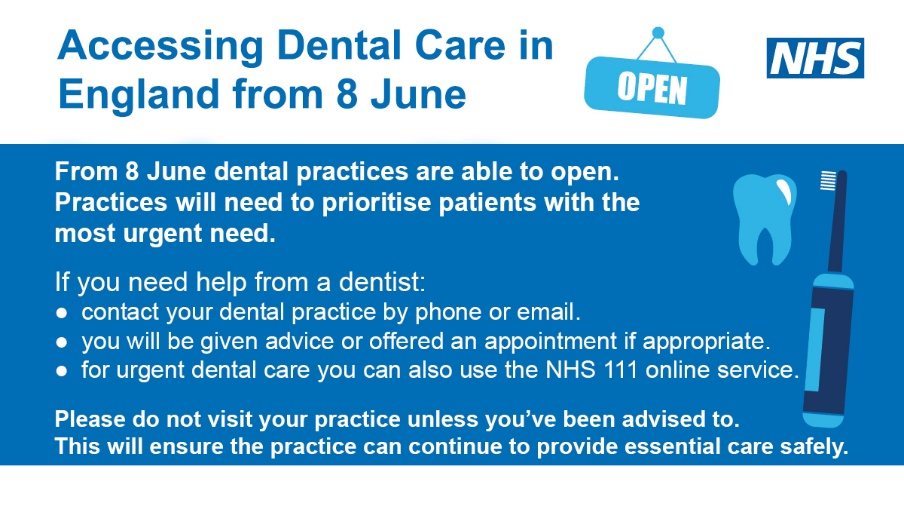 Accessing Dental Care in
England from 8 June
OPEN
NHS
From 8 June dental practices are able to open.
Practices will need to prioritise patients with the
most urgent need.
If you need help from a dentist:
● contact your dental practice by phone or email.
● you will be given advice or offered an appointment if appropriate.
● for urgent dental care you can also use the NHS 111 online service.
Please do not visit your practice unless you’ve been advised to.
This will ensure the practice can continue to provide essential care safely.